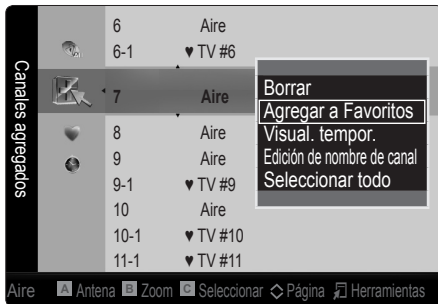 Canales agregados
6 Aire
6-1 ♥ TV #6
7 Aire
8 Aire
9 Aire
9-1 ♥ TV #9
10 Aire
10-1 ♥ TV #10
11-1 ♥ TV #11
Borrar
Agregar a Favoritos
Visual. tempor.
Edición de nombre de canal
Seleccionar todo
Aire A Antena B Zoom C Seleccionar Página Herramientas